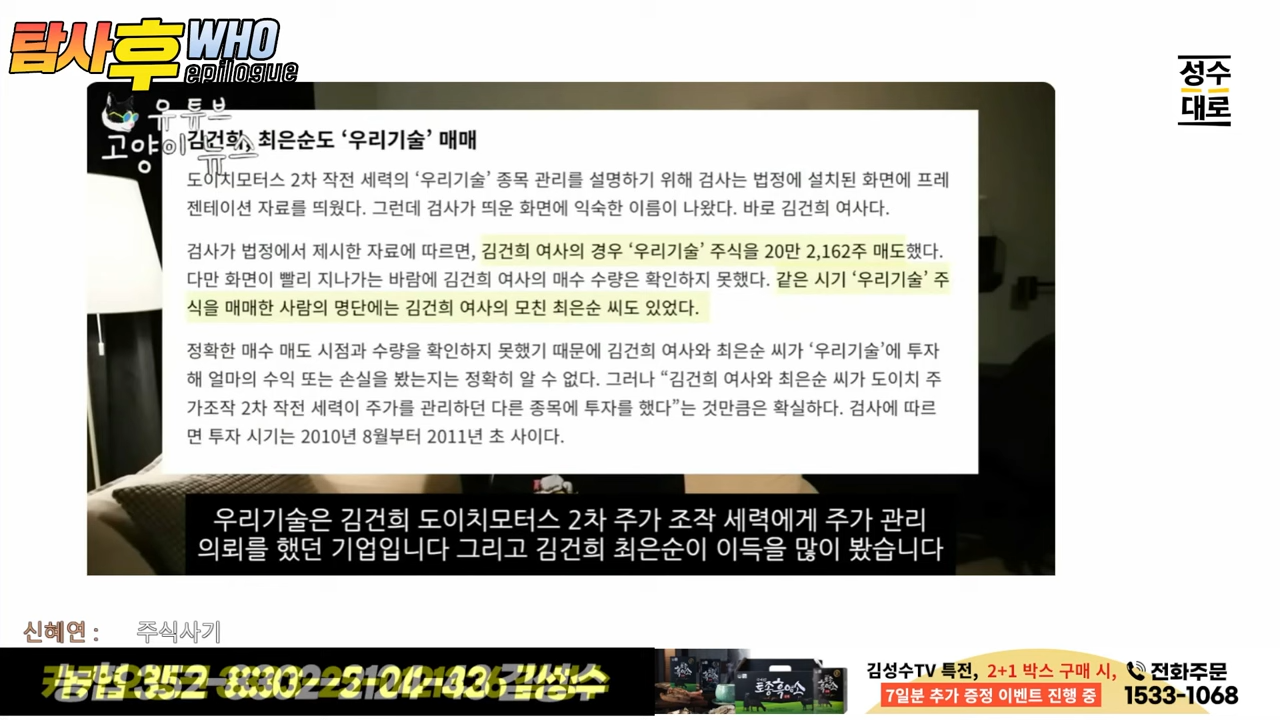 탐사후WHO
epilogue
성수
대로
유튜브
고양이 뉴스
김건희, 최은순도 ‘우리기술’ 매매
도이치모터스 2차 작전 세력의 ‘우리기술’ 종목 관리를 설명하기 위해 검사는 법정에 설치된 화면에 프레
젠테이션 자료를 띄웠다. 그런데 검사가 띄운 화면에 익숙한 이름이 나왔다. 바로 김건희 여사다.
검사가 법정에서 제시한 자료에 따르면, 김건희 여사의 경우 ‘우리기술’ 주식을 20만 2,162주 매도했다.
다만 화면이 빨리 지나가는 바람에 김건희 여사의 매수 수량은 확인하지 못했다. 같은 시기 ‘우리기술’ 주
식을 매매한 사람의 명단에는 김건희 여사의 모친 최은순 씨도 있었다.
정확한 매수 매도 시점과 수량을 확인하지 못했기 때문에 김건희 여사와 최은순 씨가 ‘우리기술’에 투자
해 얼마의 수익 또는 손실을 봤는지는 정확히 알 수 없다. 그러나 “김건희 여사와 최은순 씨가 도이치 주
가조작 2차 작전 세력이 주가를 관리하던 다른 종목에 투자를 했다”는 것만큼은 확실하다. 검사에 따르
면 투자 시기는 2010년 8월부터 2011년 초 사이다.
우리기술은 김건희 도이치모터스 2차 주가 조작 세력에게 주가 관리
의뢰를 했던 기업입니다 그리고 김건희 최은순이 이득을 많이 봤습니다
신혜연 : 주식사기
김성수
토종흑염소
김성수TV 특전, 2+1 박스 구매 시,
7일분 추가 증정 이벤트 진행 중
전화주문
1533-1068